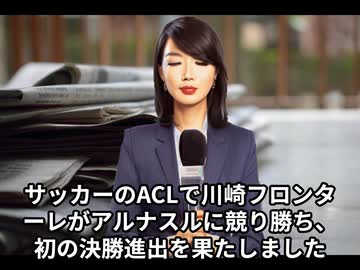 サッカーのACLで川崎フロンタ
ーレがアルナスルに競り勝ち、
初の決勝進出を果たしました